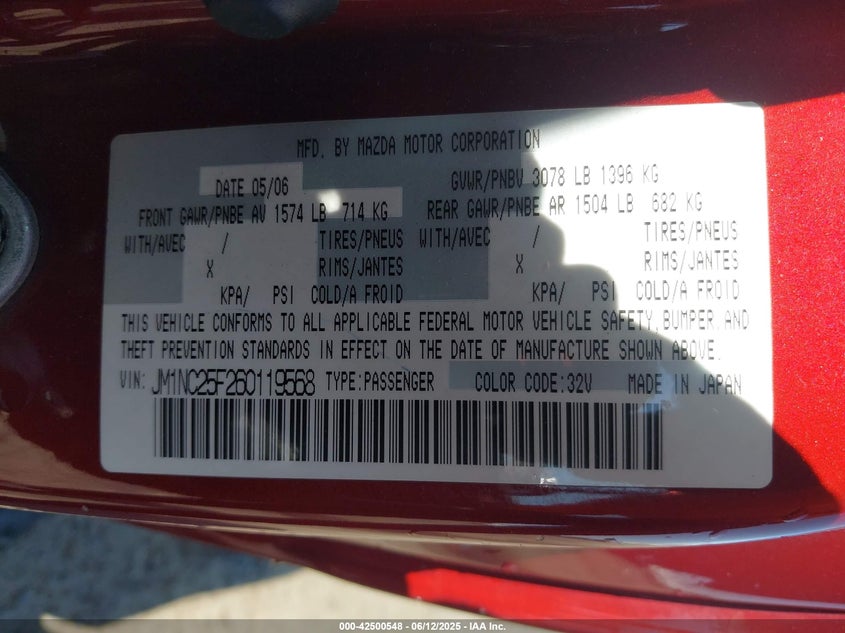 MFD. BY MAZDA MOTOR CORPORATION
DATE 05/06 GVWR/PNBV 3078 LB 1396 KG
FRONT GAWR/PNBE AV 1574 LB 714 KG REAR GAWR/PNBE AR 1504 LB 682 KG
WITH/AVEC / TIRES/PNEUS WITH/AVEC / TIRES/PNEUS
X RIMS/JANTES X RIMS/JANTES
KPA/ PSI COLD/A FROID KPA/ PSI COLD/A FROID
THIS VEHICLE CONFORMS TO ALL APPLICABLE FEDERAL MOTOR VEHICLE SAFETY, BUMPER, AND
THEFT PREVENTION STANDARDS IN EFFECT ON THE DATE OF MANUFACTURE SHOWN ABOVE.
VIN: JM1NC25F260119568 TYPE:PASSENGER COLOR CODE:32V MADE IN JAPAN
000-42500548 - 06/12/2025 - IAA Inc.